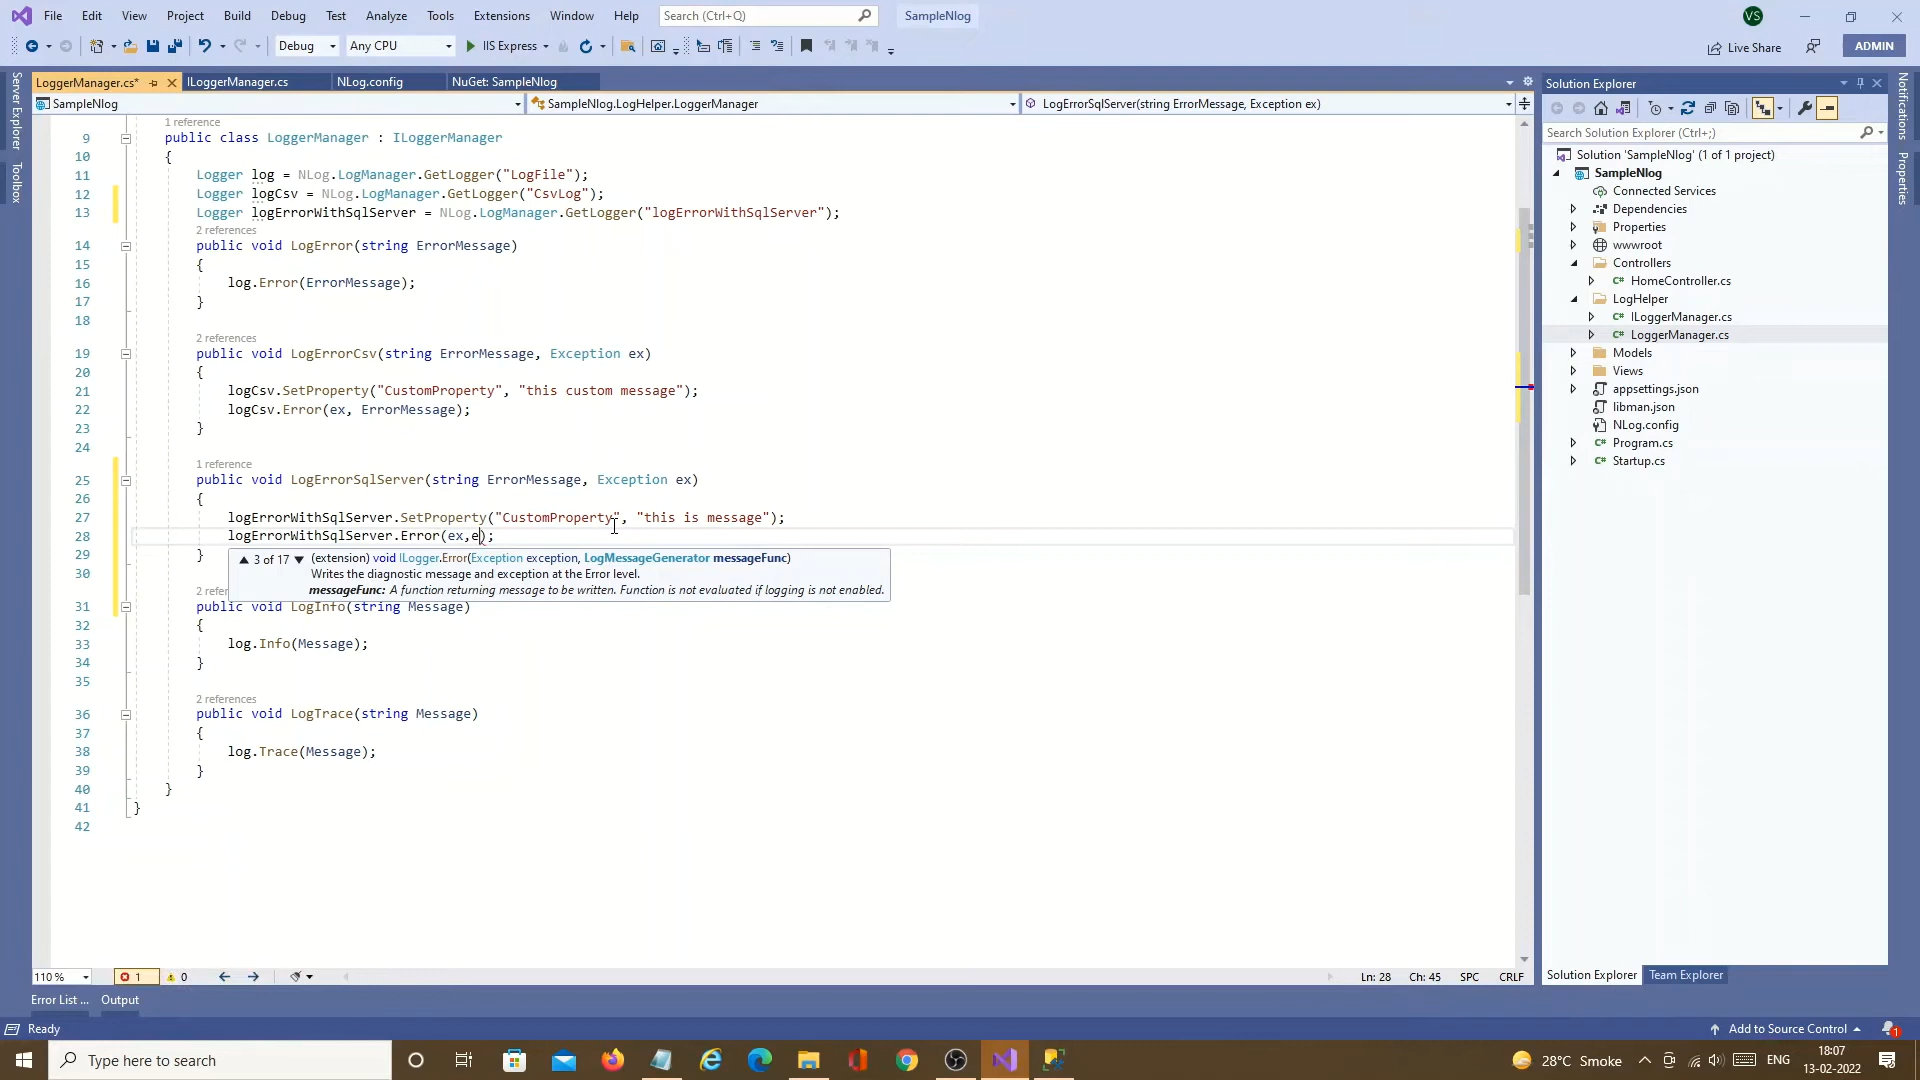 File Edit View Project Build Debug Test Analyze Tools Extensions Window Help Search (Ctrl+Q) SampleNlog VS
Debug Any CPU IIS Express Live Share ADMIN
LoggerManager.cs* ILoggerManager.cs NLog.config NuGet: SampleNlog
SampleNlog SampleNlog.LogHelper.LoggerManager LogErrorSqlServer(string ErrorMessage, Exception ex)
Server Explorer
Toolbox
1 reference
9 public class LoggerManager : ILoggerManager
10 {
11 Logger log = NLog.LogManager.GetLogger("LogFile");
12 Logger logCsv = NLog.LogManager.GetLogger("CsvLog");
13 Logger logErrorWithSqlServer = NLog.LogManager.GetLogger("logErrorWithSqlServer");
2 references
14 public void LogError(string ErrorMessage)
15 {
16 log.Error(ErrorMessage);
17 }
18
2 references
19 public void LogErrorCsv(string ErrorMessage, Exception ex)
20 {
21 logCsv.SetProperty("CustomProperty", "this custom message");
22 logCsv.Error(ex, ErrorMessage);
23 }
24
1 reference
25 public void LogErrorSqlServer(string ErrorMessage, Exception ex)
26 {
27 logErrorWithSqlServer.SetProperty("CustomProperty", "this is message");
28 logErrorWithSqlServer.Error(ex,e);
29 }
3 of 17 (extension) void ILogger.Error(Exception exception, LogMessageGenerator messageFunc)
Writes the diagnostic message and exception at the Error level.
messageFunc: A function returning message to be written. Function is not evaluated if logging is not enabled.
30
2 refer
31 public void LogInfo(string Message)
32 {
33 log.Info(Message);
34 }
35
2 references
36 public void LogTrace(string Message)
37 {
38 log.Trace(Message);
39 }
40 }
41 }
42
110 % 1 0 Ln: 28 Ch: 45 SPC CRLF
Solution Explorer
Search Solution Explorer (Ctrl+;)
Solution 'SampleNlog' (1 of 1 project)
SampleNlog
Connected Services
Dependencies
Properties
wwwroot
Controllers
C# HomeController.cs
LogHelper
C# ILoggerManager.cs
C# LoggerManager.cs
Models
Views
appsettings.json
libman.json
NLog.config
C# Program.cs
C# Startup.cs
Solution Explorer Team Explorer
Notifications
Properties
Error List ... Output
Ready Add to Source Control 1
Type here to search 28°C Smoke ENG 18:07
13-02-2022